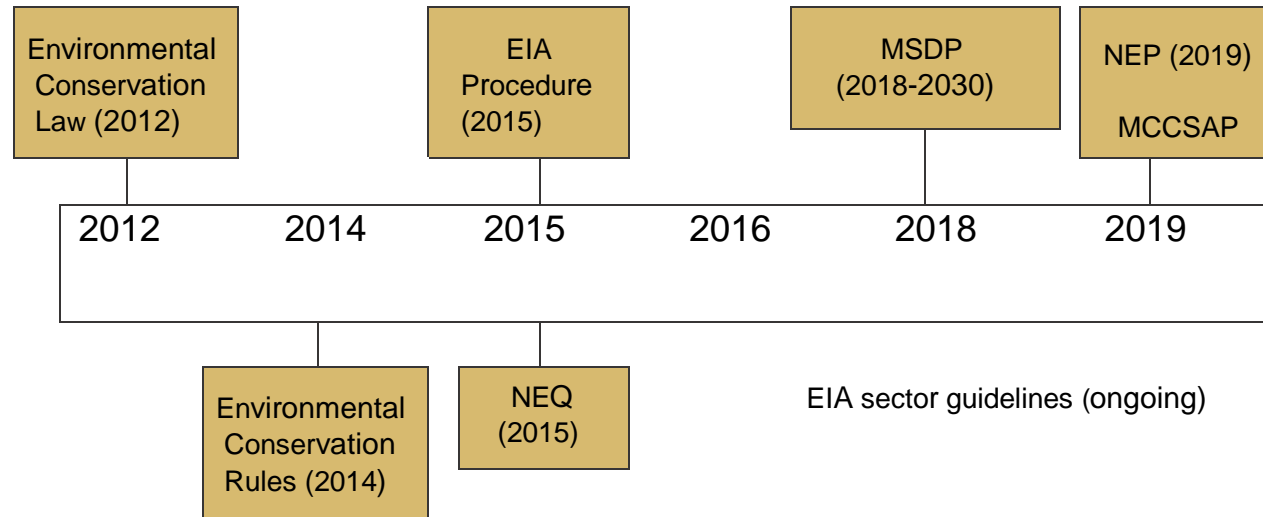 Environmental
Conservation
Law (2012)
EIA
Procedure
(2015)
MSDP
(2018-2030)
NEP (2019)
MCCSAP
2012
2014
2015
2016
2018
2019
Environmental
Conservation
Rules (2014)
NEQ
(2015)
EIA sector guidelines (ongoing)